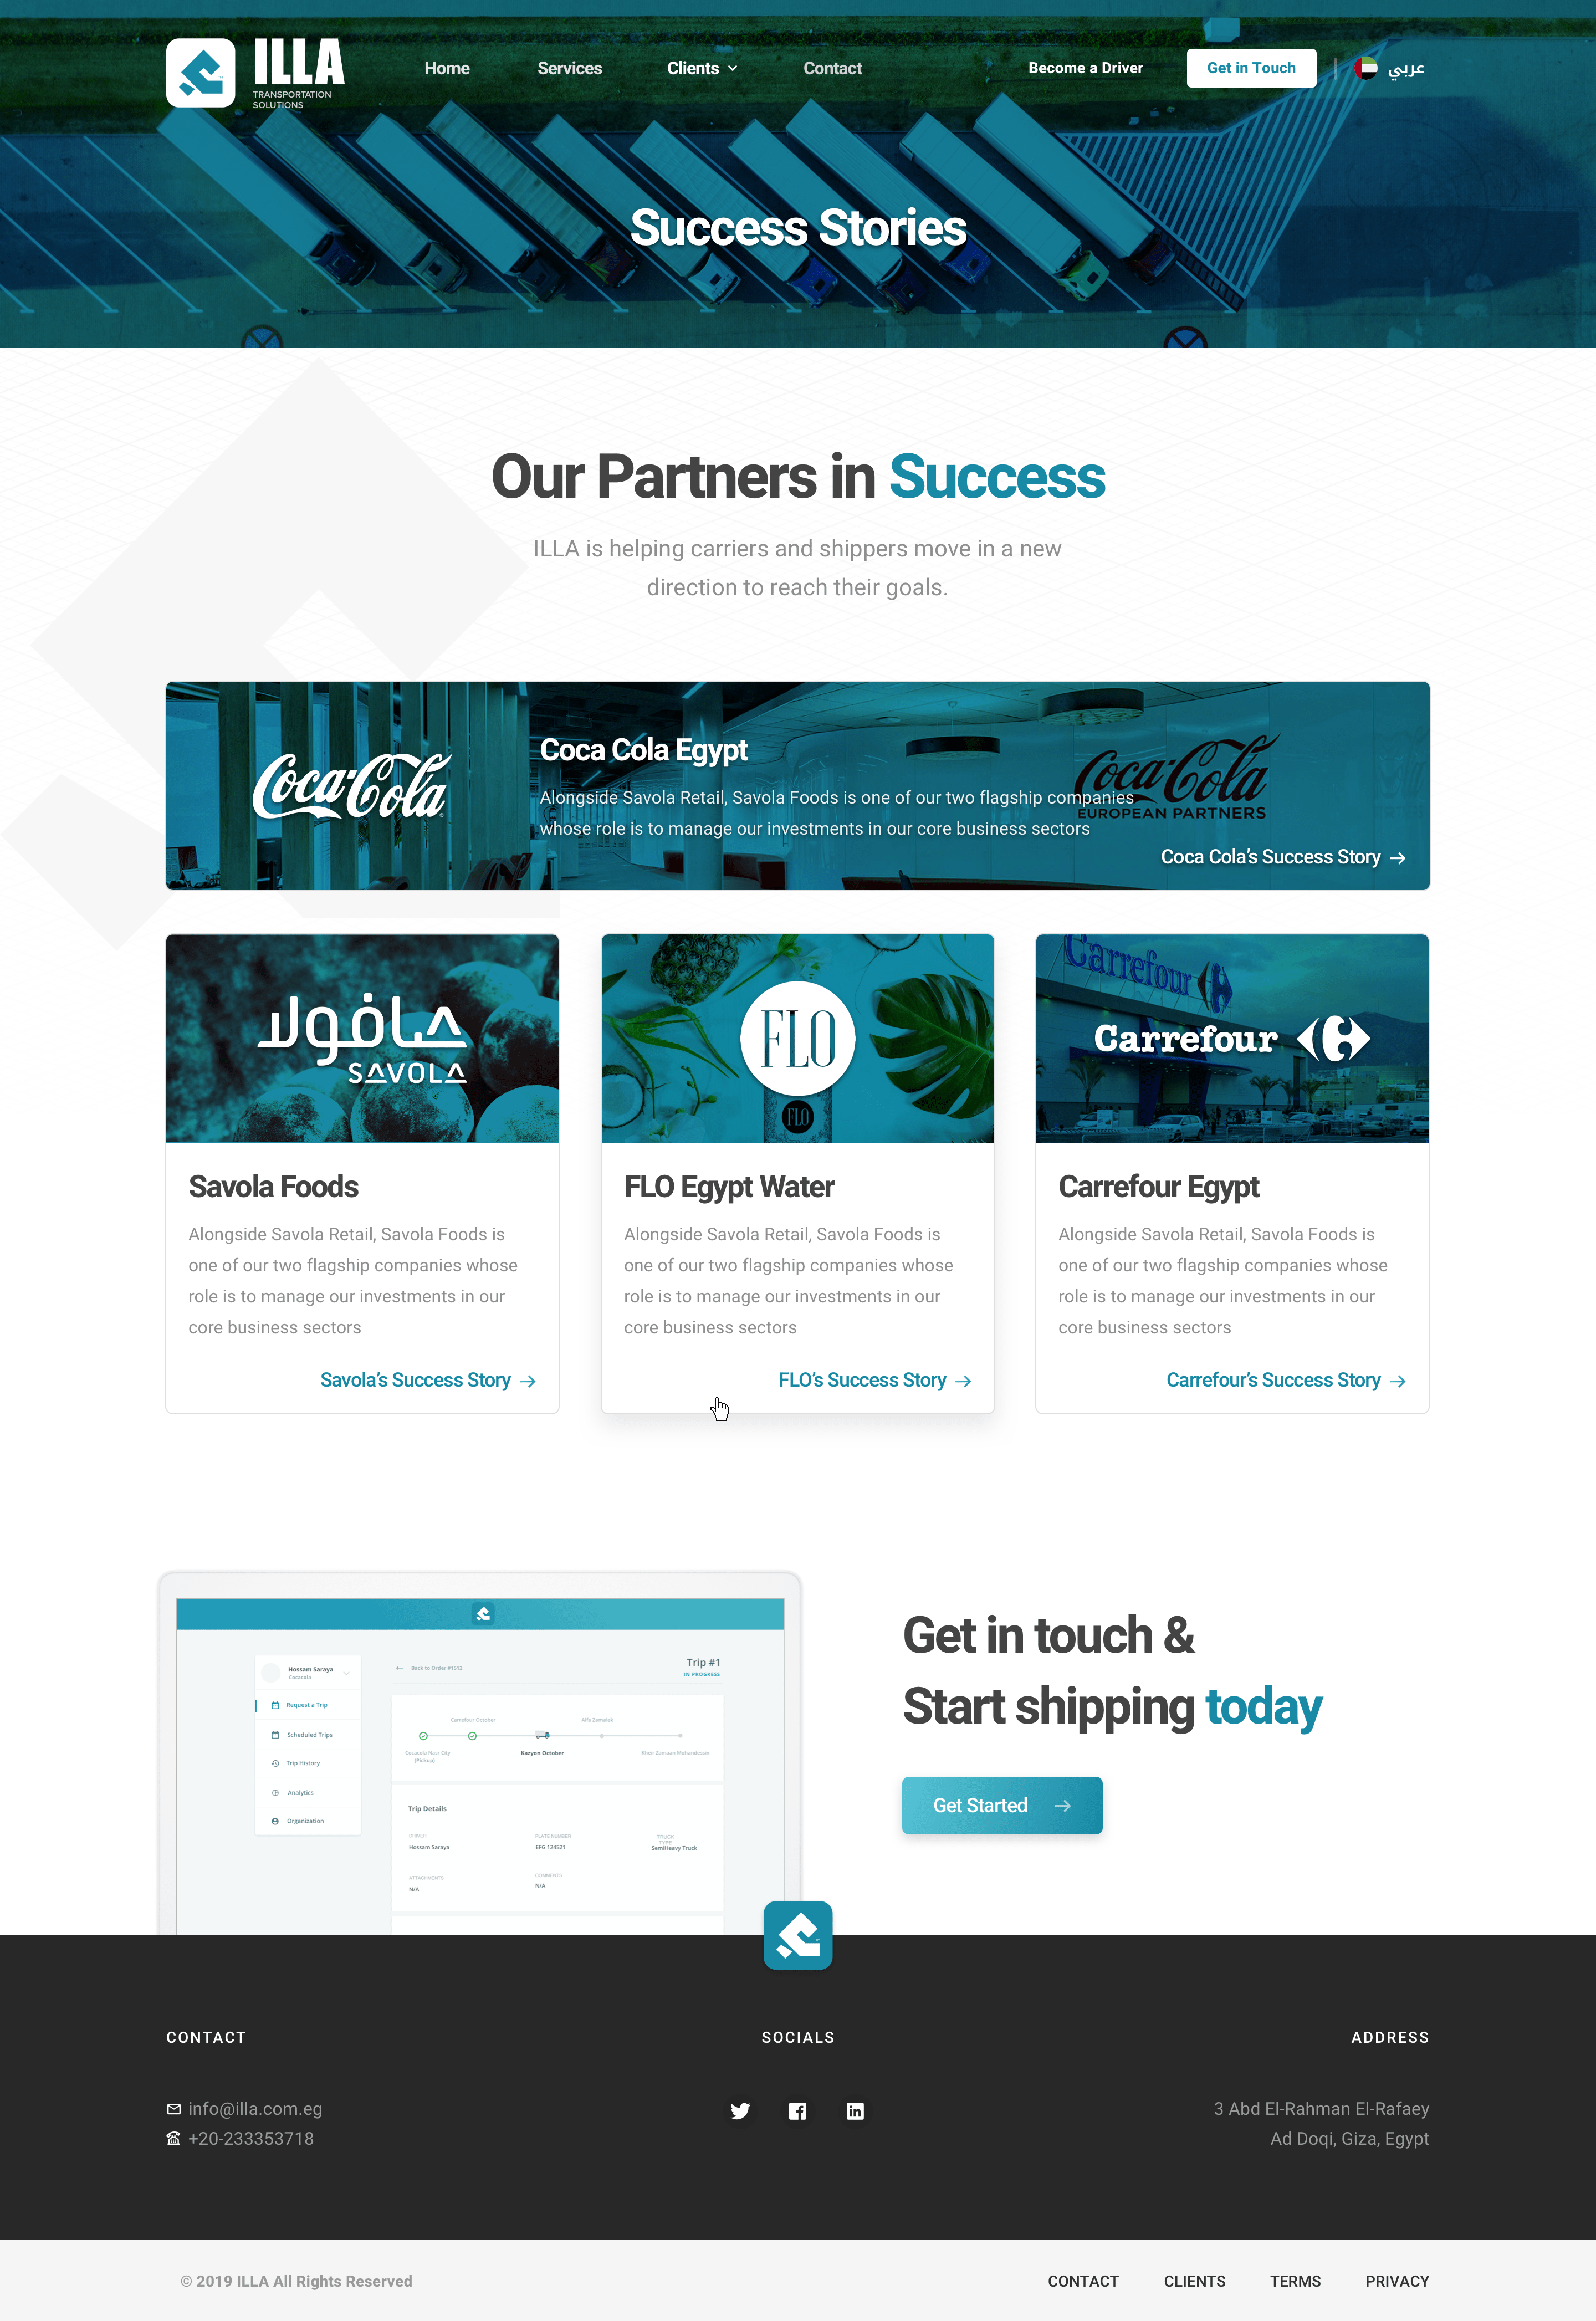 ILLA
TRANSPORTATION
SOLUTIONS
Home
Services
Clients
Contact
Become a Driver
Get in Touch
عربي
Success Stories
Our Partners in Success
ILLA is helping carriers and shippers move in a new
direction to reach their goals.
Coca-Cola
Coca Cola Egypt
Alongside Savola Retail, Savola Foods is one of our two flagship companies
whose role is to manage our investments in our core business sectors
Coca-Cola
EUROPEAN PARTNERS
Coca Cola’s Success Story
صافولا
SAVOLA
Savola Foods
Alongside Savola Retail, Savola Foods is
one of our two flagship companies whose
role is to manage our investments in our
core business sectors
Savola’s Success Story
FLO
FLO
FLO Egypt Water
Alongside Savola Retail, Savola Foods is
one of our two flagship companies whose
role is to manage our investments in our
core business sectors
FLO’s Success Story
Carrefour
Carrefour
Carrefour Egypt
Alongside Savola Retail, Savola Foods is
one of our two flagship companies whose
role is to manage our investments in our
core business sectors
Carrefour’s Success Story
Hossam Saraya
Cocacola
Request a Trip
Scheduled Trips
Trip History
Analytics
Organization
Back to Order #1512
Trip #1
IN PROGRESS
Carrefour October
Alfa Zamalek
Cocacola Nasr City
(Pickup)
Kazyon October
Kheir Zamaan Mohandessin
Trip Details
DRIVER
Hossam Saraya
PLATE NUMBER
EFG 124521
TRUCK
TYPE
SemiHeavy Truck
ATTACHMENTS
N/A
COMMENTS
N/A
Get in touch &
Start shipping today
Get Started
CONTACT
info@illa.com.eg
+20-233353718
SOCIALS
ADDRESS
3 Abd El-Rahman El-Rafaey
Ad Doqi, Giza, Egypt
© 2019 ILLA All Rights Reserved
CONTACT
CLIENTS
TERMS
PRIVACY